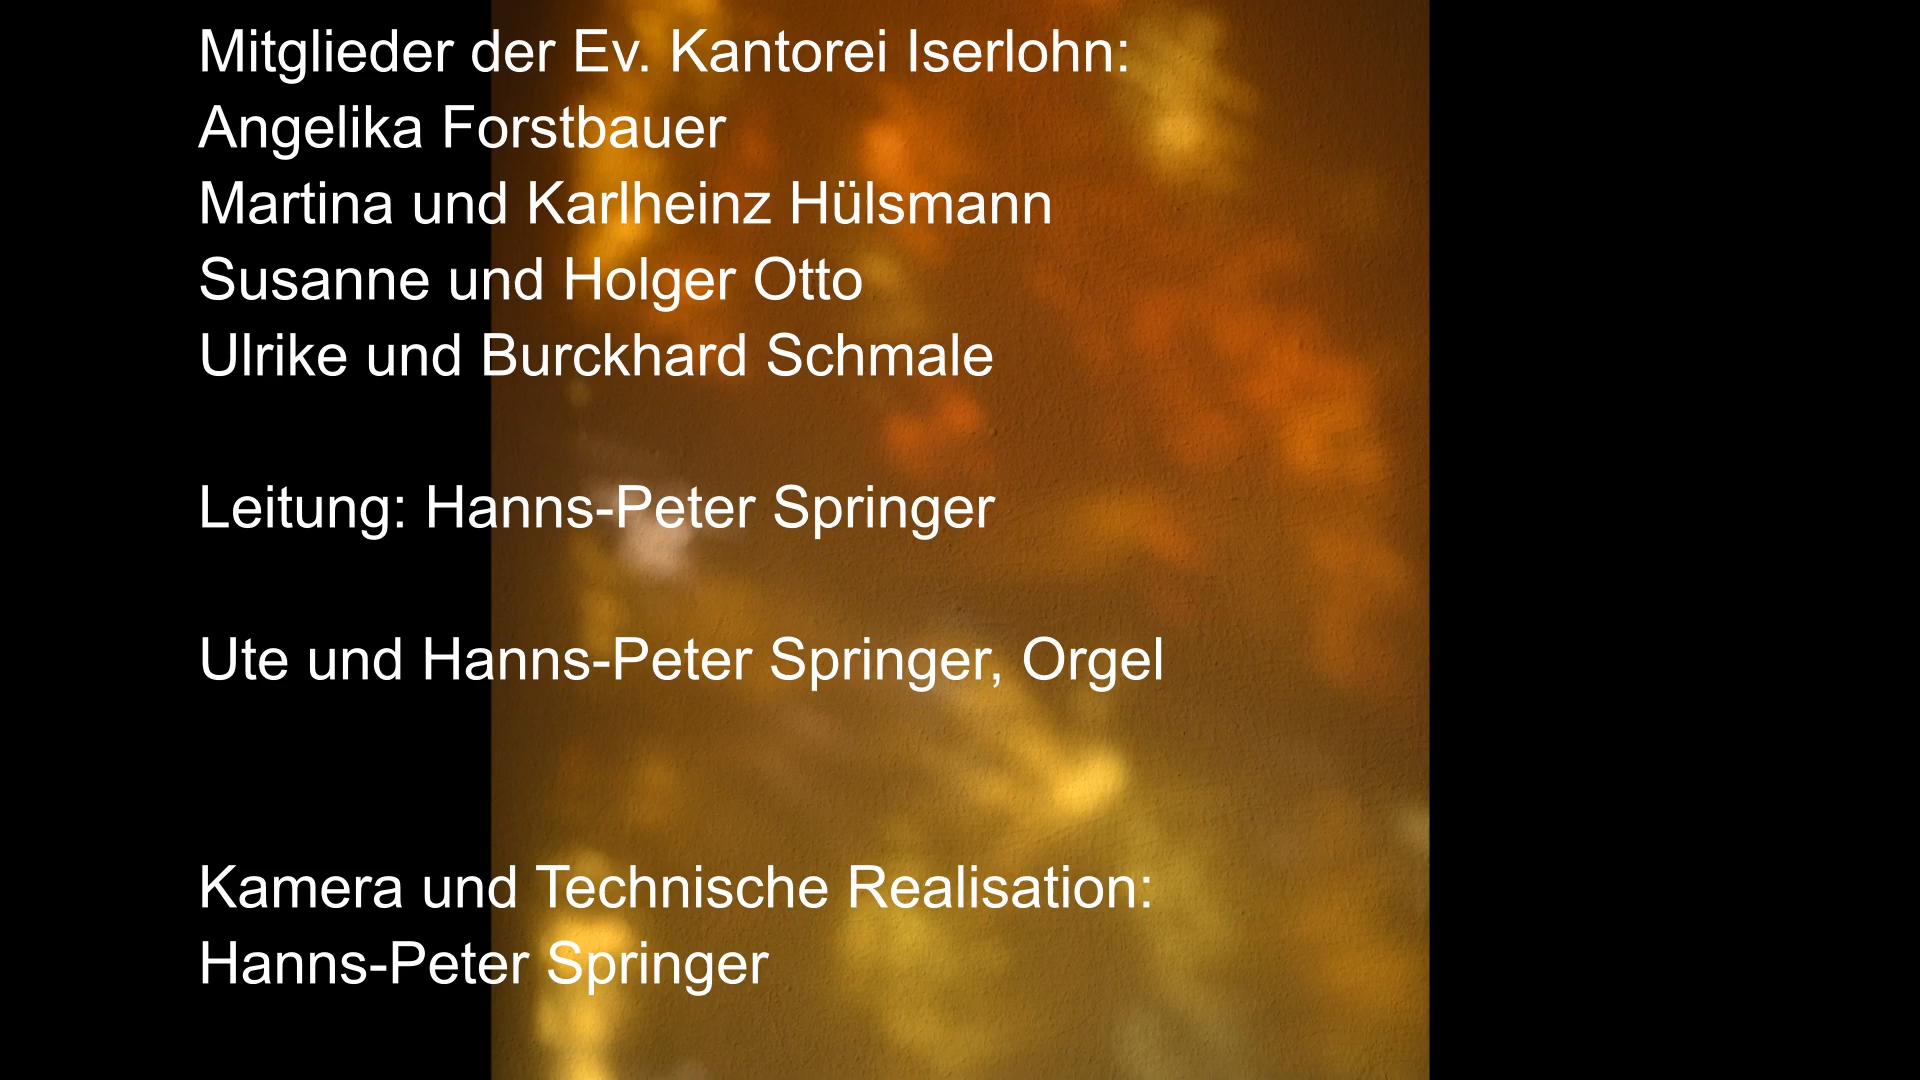 Mitglieder der Ev. Kantorei Iserlohn:
Angelika Forstbauer
Martina und Karlheinz Hülsmann
Susanne und Holger Otto
Ulrike und Burckhard Schmale
Leitung: Hanns-Peter Springer
Ute und Hanns-Peter Springer, Orgel
Kamera und Technische Realisation:
Hanns-Peter Springer